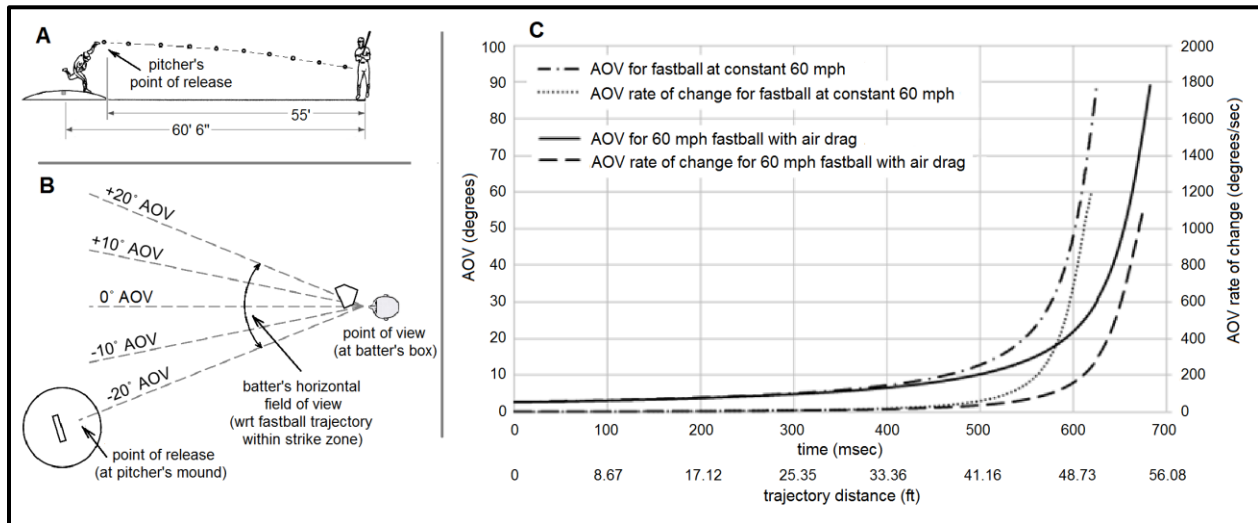 A
pitcher's
point of release
55'
60' 6"
B
+20° AOV
+10° AOV
0° AOV
-10° AOV
-20° AOV
point of view
(at batter's box)
batter's horizontal
field of view
(wrt fastball trajectory
within strike zone)
point of release
(at pitcher's mound)
C
AOV for fastball at constant 60 mph
AOV rate of change for fastball at constant 60 mph
AOV for 60 mph fastball with air drag
AOV rate of change for 60 mph fastball with air drag
AOV (degrees)
100
90
80
70
60
50
40
30
20
10
0
AOV rate of change (degrees/sec)
2000
1800
1600
1400
1200
1000
800
600
400
200
0
0 100 200 300 400 500 600 700
time (msec)
0 8.67 17.12 25.35 33.36 41.16 48.73 56.08
trajectory distance (ft)